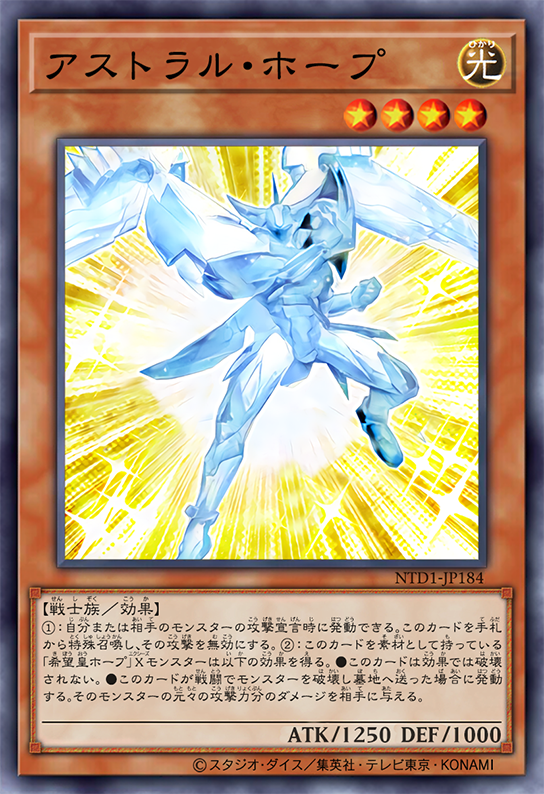 アストラル・ホープ
光
NTD1-JP184
【戦士族／効果】
①：自分または相手のモンスターの攻撃宣言時に発動できる。このカードを手札
から特殊召喚し、その攻撃を無効にする。②：このカードを素材として持っている
「希望皇ホープ」Xモンスターは以下の効果を得る。●このカードは効果では破壊
されない。●このカードが戦闘でモンスターを破壊し墓地へ送った場合に発動
する。そのモンスターの元々の攻撃力分のダメージを相手に与える。
ATK/1250 DEF/1000
©スタジオ・ダイス／集英社・テレビ東京・KONAMI